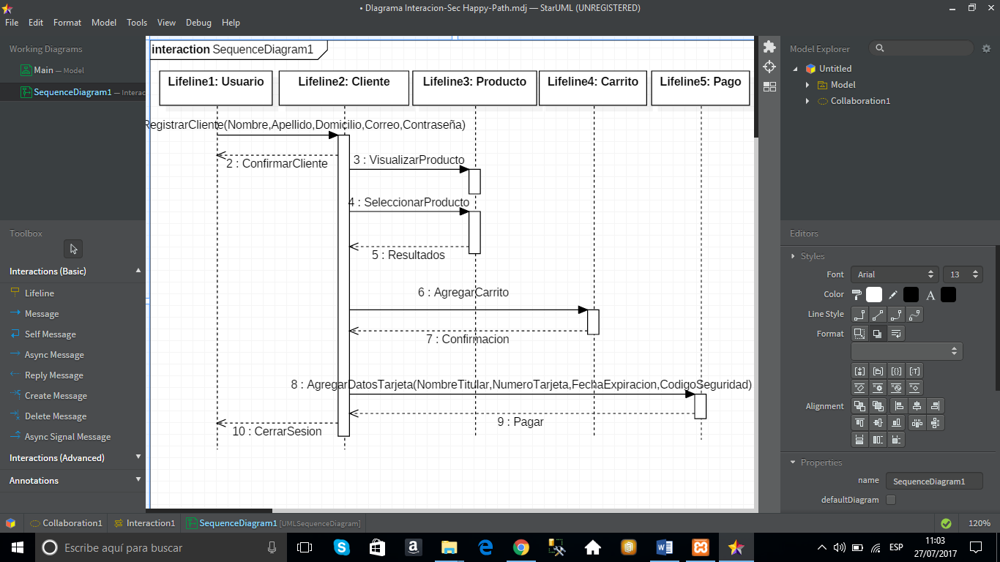 • DIagrama Interacion-Sec Happy-Path.mdj — StarUML (UNREGISTERED)
File Edit Format Model Tools View Debug Help
Working Diagrams
Main — Model
SequenceDiagram1 — Interac
Toolbox
Interactions (Basic)
Lifeline
Message
Self Message
Async Message
Reply Message
Create Message
Delete Message
Async Signal Message
Interactions (Advanced)
Annotations
interaction SequenceDiagram1
Lifeline1: Usuario
Lifeline2: Cliente
Lifeline3: Producto
Lifeline4: Carrito
Lifeline5: Pago
RegistrarCliente(Nombre,Apellido,Domicilio,Correo,Contraseña)
2 : ConfirmarCliente
3 : VisualizarProducto
4 : SeleccionarProducto
5 : Resultados
6 : AgregarCarrito
7 : Confirmacion
8 : AgregarDatosTarjeta(NombreTitular,NumeroTarjeta,FechaExpiracion,CodigoSeguridad)
9 : Pagar
10 : CerrarSesion
Model Explorer
Untitled
Model
Collaboration1
Editors
Styles
Font Arial 13
Color A
Line Style
Format
Alignment
Properties
name SequenceDiagram1
defaultDiagram
Collaboration1 Interaction1 SequenceDiagram1 [UMLSequenceDiagram] 120%
Escribe aquí para buscar
ESP
11:03
27/07/2017